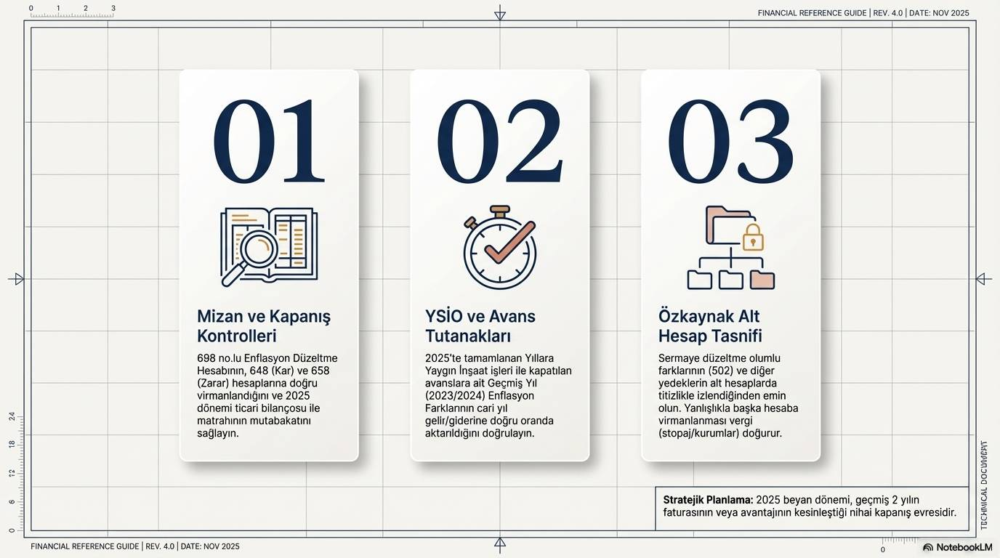 0 1 2 3
FINANCIAL REFERENCE GUIDE | REV. 4.0 | DATE: NOV 2025
01
Mizan ve Kapanış
Kontrolleri
698 no.lu Enflasyon Düzeltme
Hesabının, 648 (Kar) ve 658
(Zarar) hesaplarına doğru
virmanlandığını ve 2025
dönemi ticari bilançosu ile
matrahının mutabakatını
sağlayın.
02
YSİO ve Avans
Tutanakları
2025'te tamamlanan Yıllara
Yaygın İnşaat işleri ile kapatılan
avanslara ait Geçmiş Yıl
(2023/2024) Enflasyon
Farklarının cari yıl
gelir/giderine doğru oranda
aktarıldığını doğrulayın.
03
Özkaynak Alt
Hesap Tasnifi
Sermaye düzeltme olumlu
farklarının (502) ve diğer
yedeklerin alt hesaplarda
titizlikle izlendiğinden emin
olun. Yanlışlıkla başka hesaba
virmanlanması vergi
(stopaj/kurumlar) doğurur.
24
18
12
6
0
TECHNICAL DOCUMENT
Stratejik Planlama: 2025 beyan dönemi, geçmiş 2 yılın
faturasının veya avantajının kesinleştiği nihai kapanış evresidir.
FINANCIAL REFERENCE GUIDE | REV. 4.0 | DATE: NOV 2025
0
NotebookLM